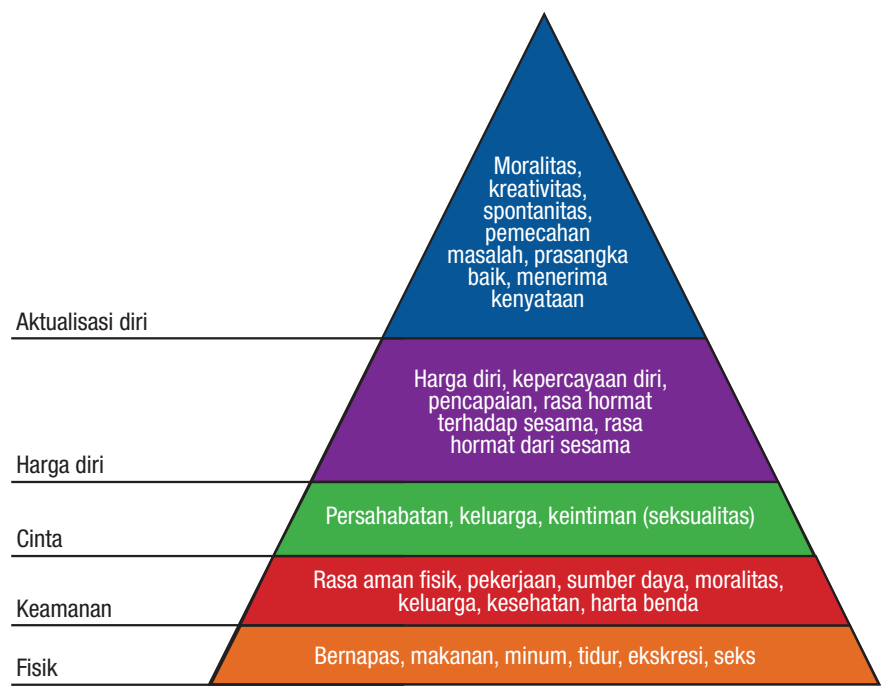 Moralitas,
kreativitas,
spontanitas,
pemecahan
masalah, prasangka
baik, menerima
kenyataan
Aktualisasi diri
Harga diri, kepercayaan diri,
pencapaian, rasa hormat
terhadap sesama, rasa
hormat dari sesama
Harga diri
Persahabatan, keluarga, keintiman (seksualitas)
Cinta
Rasa aman fisik, pekerjaan, sumber daya, moralitas,
keluarga, kesehatan, harta benda
Keamanan
Bernapas, makanan, minum, tidur, ekskresi, seks
Fisik